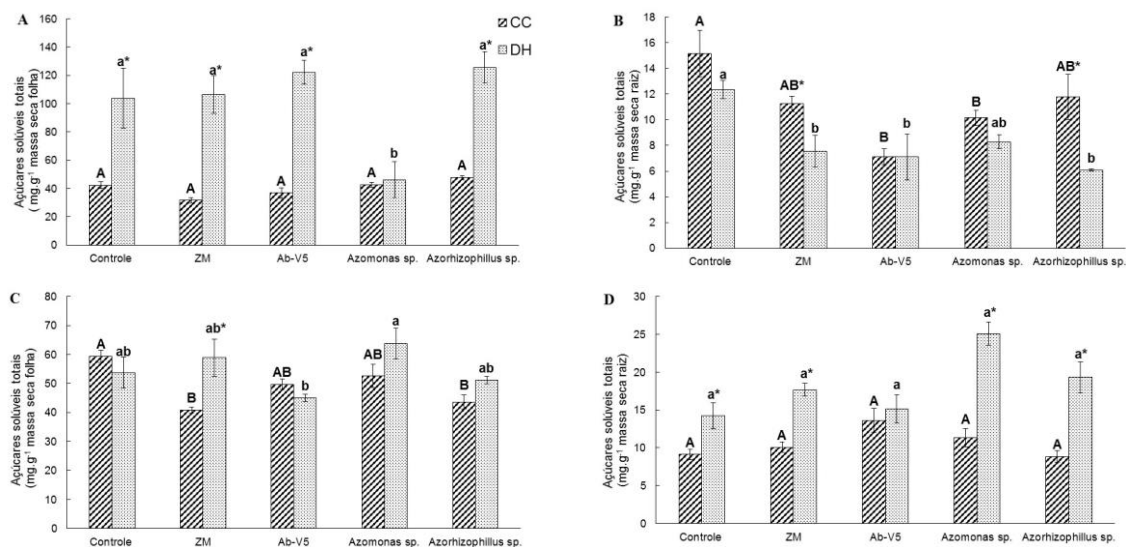 A
Açúcares solúveis totais
( mg.g⁻¹ massa seca folha)
160
140
120
100
80
60
40
20
0
CC
DH
A a*
A a*
A a*
A b
A a*
Controle ZM Ab-V5 Azomonas sp. Azorhizophillus sp.
B
Açúcares solúveis totais
(mg.g⁻¹ massa seca raiz)
18
16
14
12
10
8
6
4
2
0
A a
AB* b
B b
B ab
AB* b
Controle ZM Ab-V5 Azomonas sp. Azorhizophillus sp.
C
Açúcares solúveis totais
(mg.g⁻¹ massa seca folha)
80
70
60
50
40
30
20
10
0
A ab
B ab*
AB b
AB a
B ab
Controle ZM Ab-V5 Azomonas sp. Azorhizophillus sp.
D
Açúcares solúveis totais
(mg.g⁻¹ massa seca raiz)
30
25
20
15
10
5
0
A a*
A a*
A a
A a*
A a*
Controle ZM Ab-V5 Azomonas sp. Azorhizophillus sp.